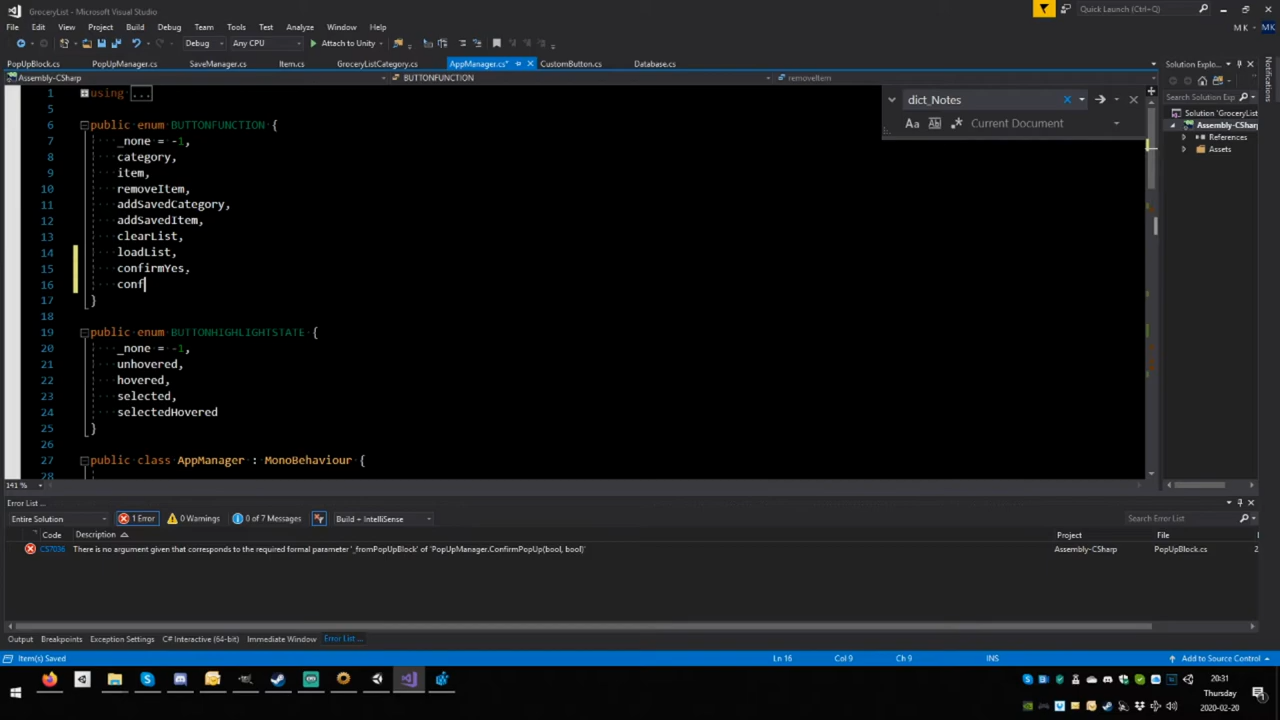 GroceryList - Microsoft Visual Studio
Quick Launch (Ctrl+Q)
File Edit View Project Build Debug Team Tools Test Analyze Window Help
M K MK
Debug Any CPU Attach to Unity
PopUpBlock.cs PopUpManager.cs SaveManager.cs Item.cs GroceryListCategory.cs AppManager.cs* CustomButton.cs Database.cs
Solution Explo...
Assembly-CSharp BUTTONFUNCTION removeItem
Notifications
1 using ...
dict_Notes
Search Solution Exp
5
Solution 'GroceryList'
6 public enum BUTTONFUNCTION {
Aa Current Document
Assembly-CSharp
7 _none = -1,
References
8 category,
Assets
9 item,
10 removeItem,
11 addSavedCategory,
12 addSavedItem,
13 clearList,
14 loadList,
15 confirmYes,
16 conf
17 }
18
19 public enum BUTTONHIGHLIGHTSTATE {
20 _none = -1,
21 unhovered,
22 hovered,
23 selected,
24 selectedHovered
25 }
26
27 public class AppManager : MonoBehaviour {
28
141 %
Error List ...
Entire Solution 1 Error 0 Warnings 0 of 7 Messages Build + IntelliSense Search Error List
Code Description Project File
CS7036 There is no argument given that corresponds to the required formal parameter '_fromPopUpBlock' of 'PopUpManager.ConfirmPopUp(bool, bool)' Assembly-CSharp PopUpBlock.cs 2
Output Breakpoints Exception Settings C# Interactive (64-bit) Immediate Window Error List ...
Item(s) Saved Ln 16 Col 9 Ch 9 INS Add to Source Control
20:31
Thursday
2020-02-20